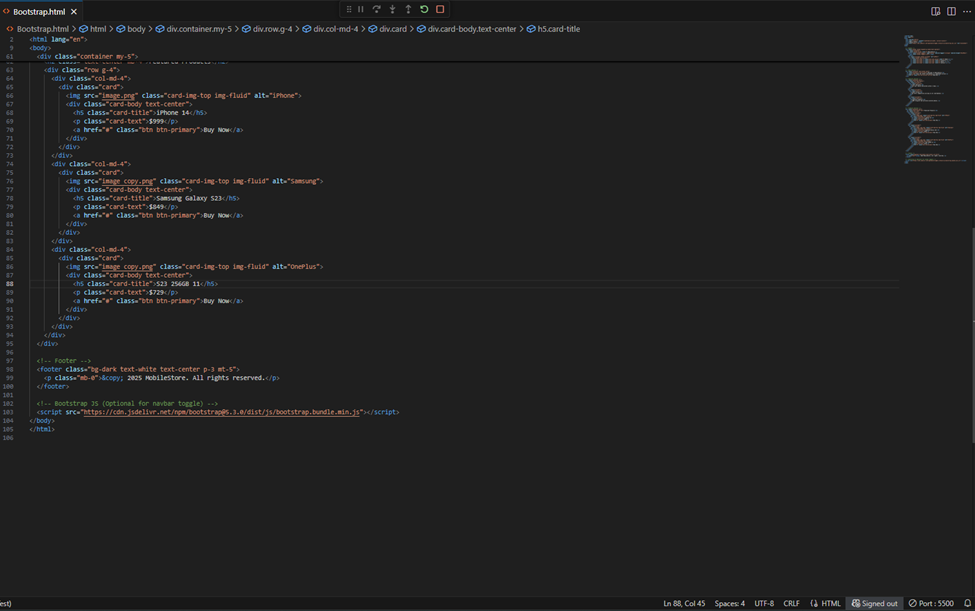 Bootstrap.html
Bootstrap.html > html > body > div.container.my-5 > div.row.g-4 > div.col-md-4 > div.card > div.card-body.text-center > h5.card-title
2 <html lang="en">
9 <body>
61 <div class="container my-5">
63 <div class="row g-4">
64 <div class="col-md-4">
65 <div class="card">
66 <img src="image.png" class="card-img-top img-fluid" alt="iPhone">
67 <div class="card-body text-center">
68 <h5 class="card-title">iPhone 14</h5>
69 <p class="card-text">$999</p>
70 <a href="#" class="btn btn-primary">Buy Now</a>
71 </div>
72 </div>
73 </div>
74 <div class="col-md-4">
75 <div class="card">
76 <img src="image copy.png" class="card-img-top img-fluid" alt="Samsung">
77 <div class="card-body text-center">
78 <h5 class="card-title">Samsung Galaxy S23</h5>
79 <p class="card-text">$849</p>
80 <a href="#" class="btn btn-primary">Buy Now</a>
81 </div>
82 </div>
83 </div>
84 <div class="col-md-4">
85 <div class="card">
86 <img src="image copy.png" class="card-img-top img-fluid" alt="OnePlus">
87 <div class="card-body text-center">
88 <h5 class="card-title">S23 256GB 11</h5>
89 <p class="card-text">$729</p>
90 <a href="#" class="btn btn-primary">Buy Now</a>
91 </div>
92 </div>
93 </div>
94 </div>
95 </div>
96
97 <!-- Footer -->
98 <footer class="bg-dark text-white text-center p-3 mt-5">
99 <p class="mb-0">&copy; 2025 MobileStore. All rights reserved.</p>
100 </footer>
101
102 <!-- Bootstrap JS (Optional for navbar toggle) -->
103 <script src="https://cdn.jsdelivr.net/npm/bootstrap@5.3.0/dist/js/bootstrap.bundle.min.js"></script>
104 </body>
105 </html>
106
Ln 88, Col 45 Spaces: 4 UTF-8 CRLF {} HTML Signed out Port : 5500